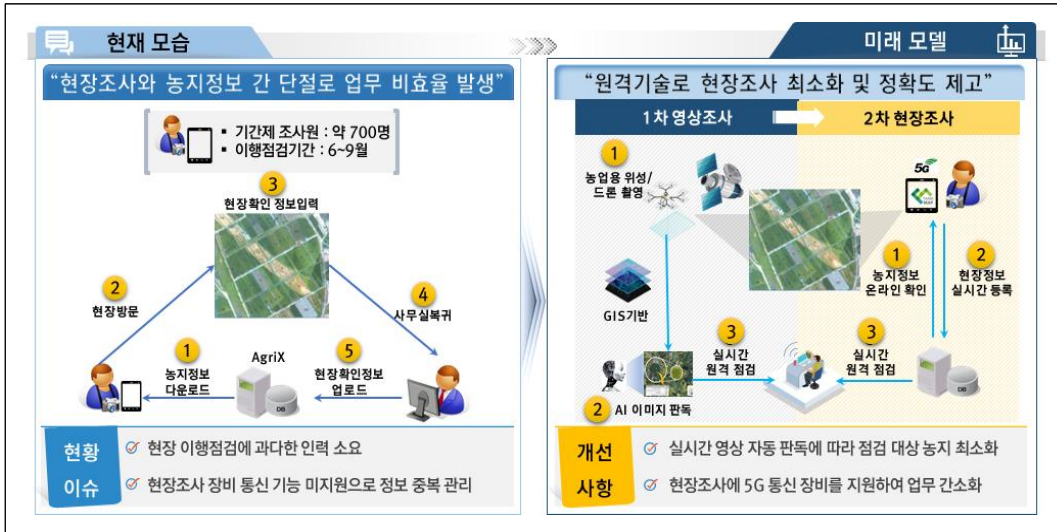 현재 모습
“현장조사와 농지정보 간 단절로 업무 비효율 발생”
▪ 기간제 조사원 : 약 700명
▪ 이행점검기간 : 6~9월
3
현장확인 정보입력
2
현장방문
4
사무실복귀
1
농지정보
다운로드
AgriX
DB
5
현장확인정보
업로드
현황
이슈
현장 이행점검에 과다한 인력 소요
현장조사 장비 통신 기능 미지원으로 정보 중복 관리
미래 모델
“원격기술로 현장조사 최소화 및 정확도 제고”
1차 영상조사
2차 현장조사
1
농업용 위성/
드론 촬영
GIS기반
2 AI 이미지 판독
3
실시간
원격 점검
5G
1
농지정보
온라인 확인
2
현장정보
실시간 등록
3
실시간
원격 점검
DB
개선
사항
실시간 영상 자동 판독에 따라 점검 대상 농지 최소화
현장조사에 5G 통신 장비를 지원하여 업무 간소화